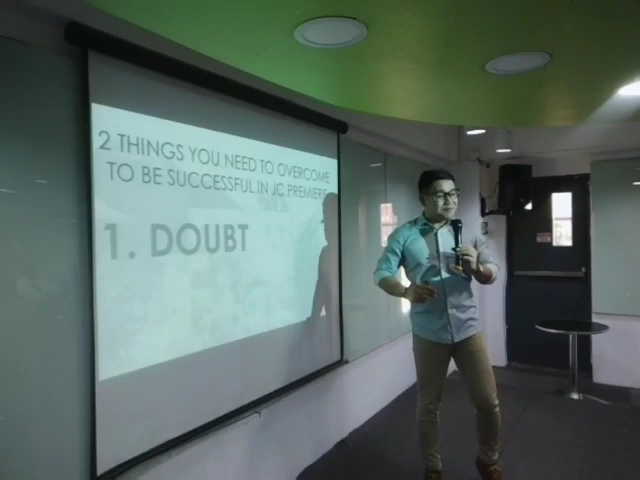 2 THINGS YOU NEED TO OVERCOME
TO BE SUCCESSFUL IN JC PREMIERE
1. DOUBT